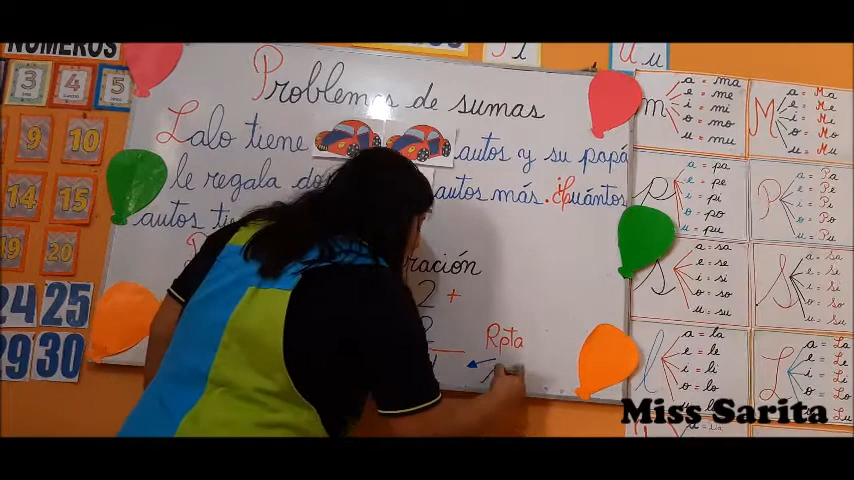 NÚMEROS
3
4
5
9
10
14
15
19
20
24
25
29
30
Problemas de sumas
Lalo tiene autos y su papá
le regala dos autos más. ¿Cuántos
autos
2 +
Rpta
m
a = ma
e = me
i = mi
o = mo
u = mu
M
a = Ma
e = Me
i = Mi
o = Mo
u = Mu
p
a = pa
e = pe
i = pi
o = po
u = pu
P
a = Pa
e = Pe
i = Pi
o = Po
u = Pu
s
a = sa
e = se
i = si
o = so
u = su
S
a = Sa
e = Se
i = Si
o = So
u = Su
l
a = la
e = le
i = li
o = lo
u = lu
L
a = La
e = Le
i = Li
o = Lo
u = Lu
Miss Sarita